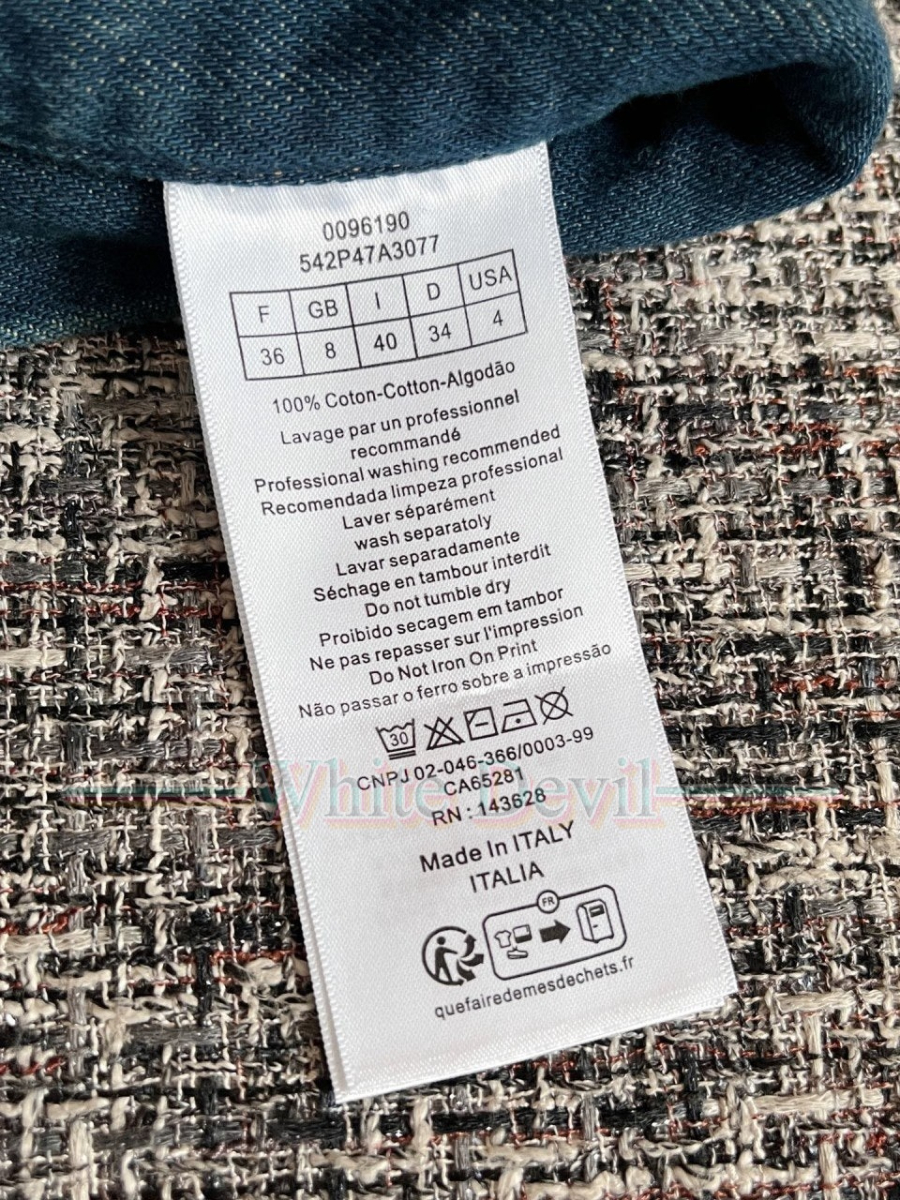 0096190
542P47A3077
F GB I D USA
36 8 40 34 4
100% Coton-Cotton-Algodão
Lavage par un professionnel
recommandé
Professional washing recommended
Recomendada limpeza professional
Laver séparément
wash separatoly
Lavar separadamente
Séchage en tambour interdit
Do not tumble dry
Proibido secagem em tambor
Ne pas repasser sur l'impression
Do Not Iron On Print
Não passar o ferro sobre a impressão
30
CNPJ 02-046-366/0003-99
CA65281
White Devil
RN : 143628
Made In ITALY
ITALIA
FR
quefairedemesdechets.fr